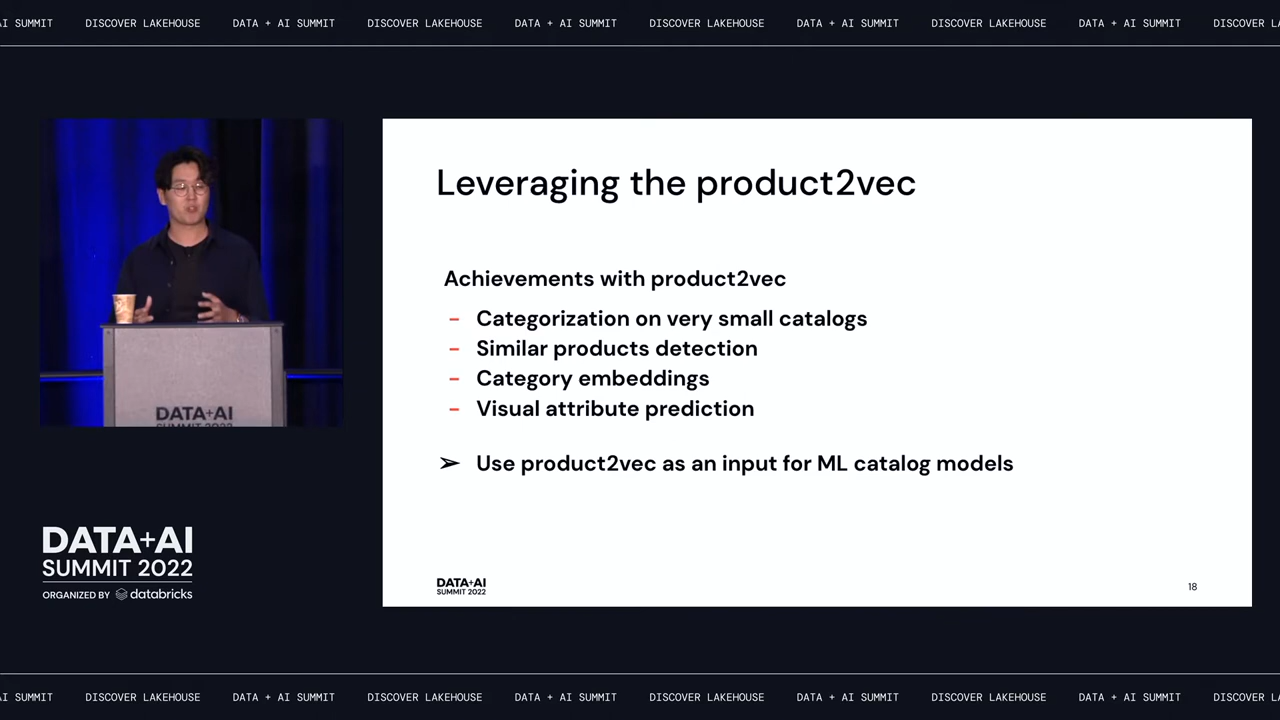 AI SUMMIT DISCOVER LAKEHOUSE DATA + AI SUMMIT DISCOVER LAKEHOUSE DATA + AI SUMMIT DISCOVER LAKEHOUSE DATA + AI SUMMIT DISCOVER LAKEHOUSE DATA + AI SUMMIT DISCOVER L
Leveraging the product2vec
Achievements with product2vec
- Categorization on very small catalogs
- Similar products detection
- Category embeddings
- Visual attribute prediction
➢ Use product2vec as an input for ML catalog models
DATA+AI
SUMMIT 2022
18
DATA+AI
SUMMIT 2022
DATA+AI
SUMMIT 2022
ORGANIZED BY databricks
AI SUMMIT DISCOVER LAKEHOUSE DATA + AI SUMMIT DISCOVER LAKEHOUSE DATA + AI SUMMIT DISCOVER LAKEHOUSE DATA + AI SUMMIT DISCOVER LAKEHOUSE DATA + AI SUMMIT DISCOVER L